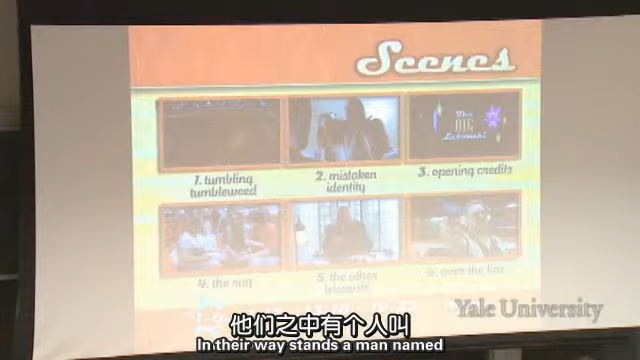 Scenes
1. tumbling
tumbleweed
2. mistaken
identity
3. opening credits
The
BIG
Lebowski
4. the rug
5. the other
lebowski
6. over the line
Yale University
他们之中有个人叫
In their way stands a man named